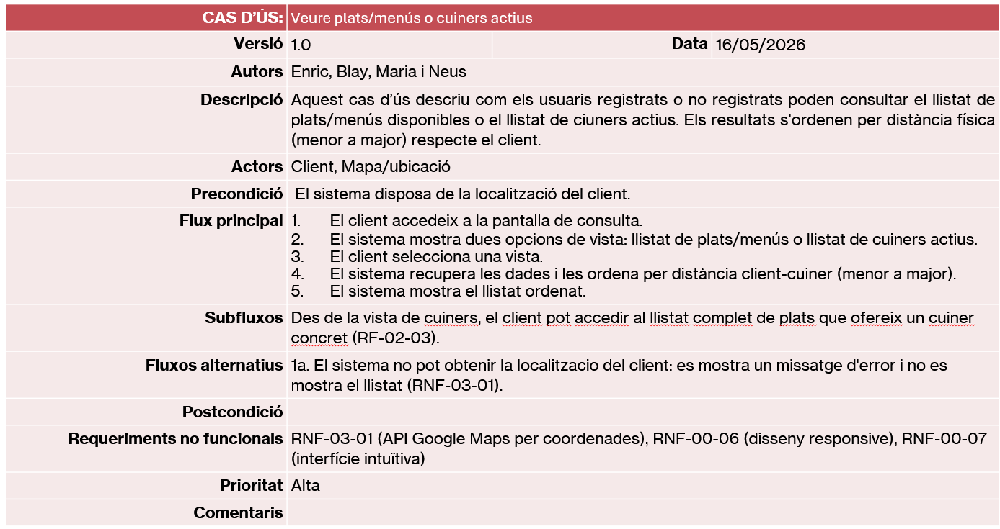 CAS D'ÚS: Veure plats/menús o cuiners actius
Versió 1.0 Data 16/05/2026
Autors Enric, Blay, Maria i Neus
Descripció Aquest cas d'ús descriu com els usuaris registrats o no registrats poden consultar el llistat de
plats/menús disponibles o el llistat de ciuners actius. Els resultats s'ordenen per distància física
(menor a major) respecte el client.
Actors Client, Mapa/ubicació
Precondició El sistema disposa de la localització del client.
Flux principal 1. El client accedeix a la pantalla de consulta.
2. El sistema mostra dues opcions de vista: llistat de plats/menús o llistat de cuiners actius.
3. El client selecciona una vista.
4. El sistema recupera les dades i les ordena per distància client-cuiner (menor a major).
5. El sistema mostra el llistat ordenat.
Subfluxos Des de la vista de cuiners, el client pot accedir al llistat complet de plats que ofereix un cuiner
concret (RF-02-03).
Fluxos alternatius 1a. El sistema no pot obtenir la localitzacio del client: es mostra un missatge d'error i no es
mostra el llistat (RNF-03-01).
Postcondició
Requeriments no funcionals RNF-03-01 (API Google Maps per coordenades), RNF-00-06 (disseny responsive), RNF-00-07
(interfície intuïtiva)
Prioritat Alta
Comentaris